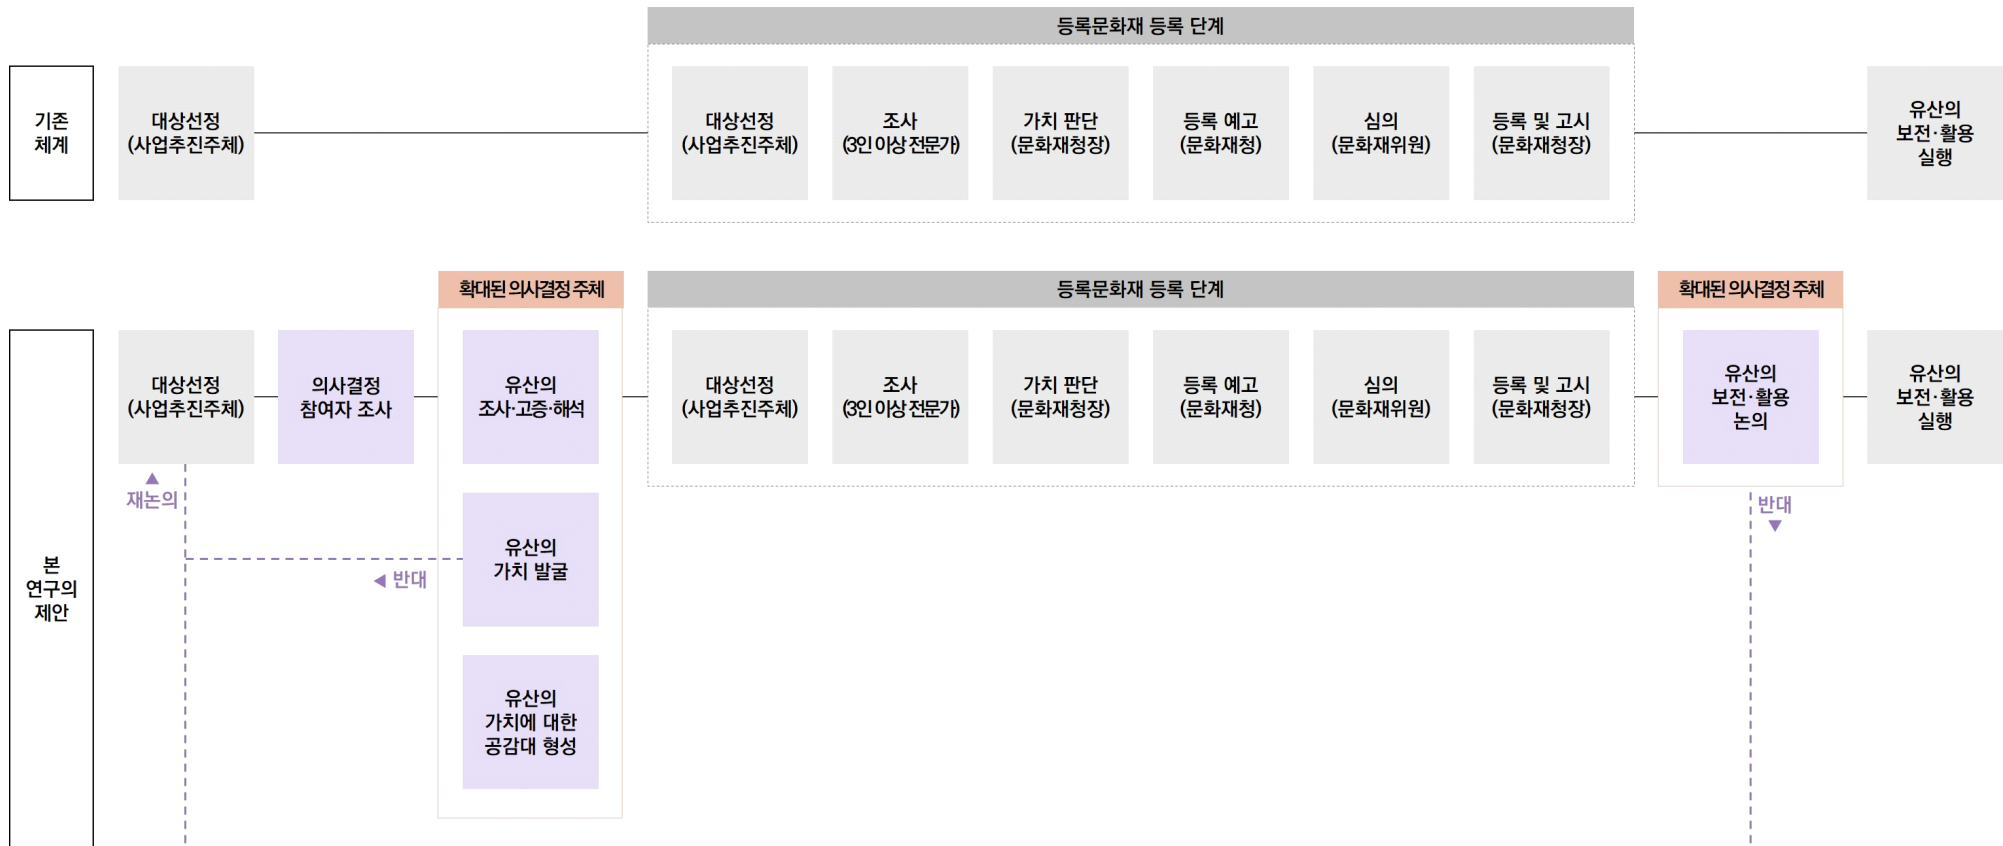 등록문화재 등록 단계
기존
체계
대상선정
(사업추진주체)
대상선정
(사업추진주체)
조사
(3인 이상 전문가)
가치 판단
(문화재청장)
등록 예고
(문화재청)
심의
(문화재위원)
등록 및 고시
(문화재청장)
유산의
보전·활용
실행
확대된 의사결정 주체
등록문화재 등록 단계
확대된 의사결정 주체
본
연구의
제안
대상선정
(사업추진주체)
의사결정
참여자 조사
유산의
조사·고증·해석
대상선정
(사업추진주체)
조사
(3인 이상 전문가)
가치 판단
(문화재청장)
등록 예고
(문화재청)
심의
(문화재위원)
등록 및 고시
(문화재청장)
유산의
보전·활용
논의
유산의
보전·활용
실행
▲
재논의
반대
▼
유산의
가치 발굴
◀ 반대
유산의
가치에 대한
공감대 형성